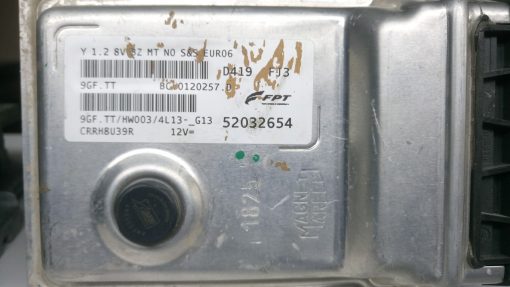 Y 1.2 8V 8Z MT NO S&S EURO6
D419 FJ3
9GF.TT
FPT
9GF.TT/HW003/4L13-_G13 52032654
CRRH8U39R 12V=
1825
MAGNETI
MARELLI